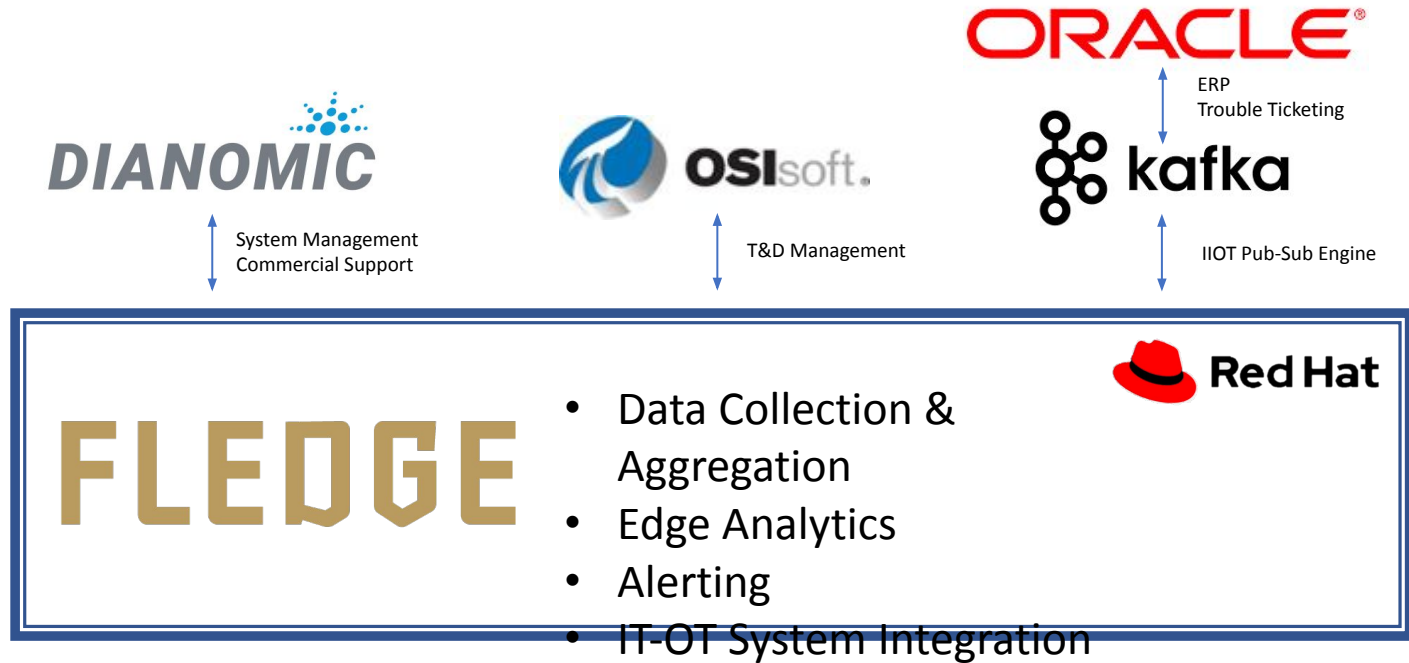 ORACLE®
ERP
Trouble Ticketing
DIANOMIC
OSIsoft.
kafka
System Management
Commercial Support
T&D Management
IIOT Pub-Sub Engine
Red Hat
FLEDGE
• Data Collection &
Aggregation
• Edge Analytics
• Alerting
• IT-OT System Integration